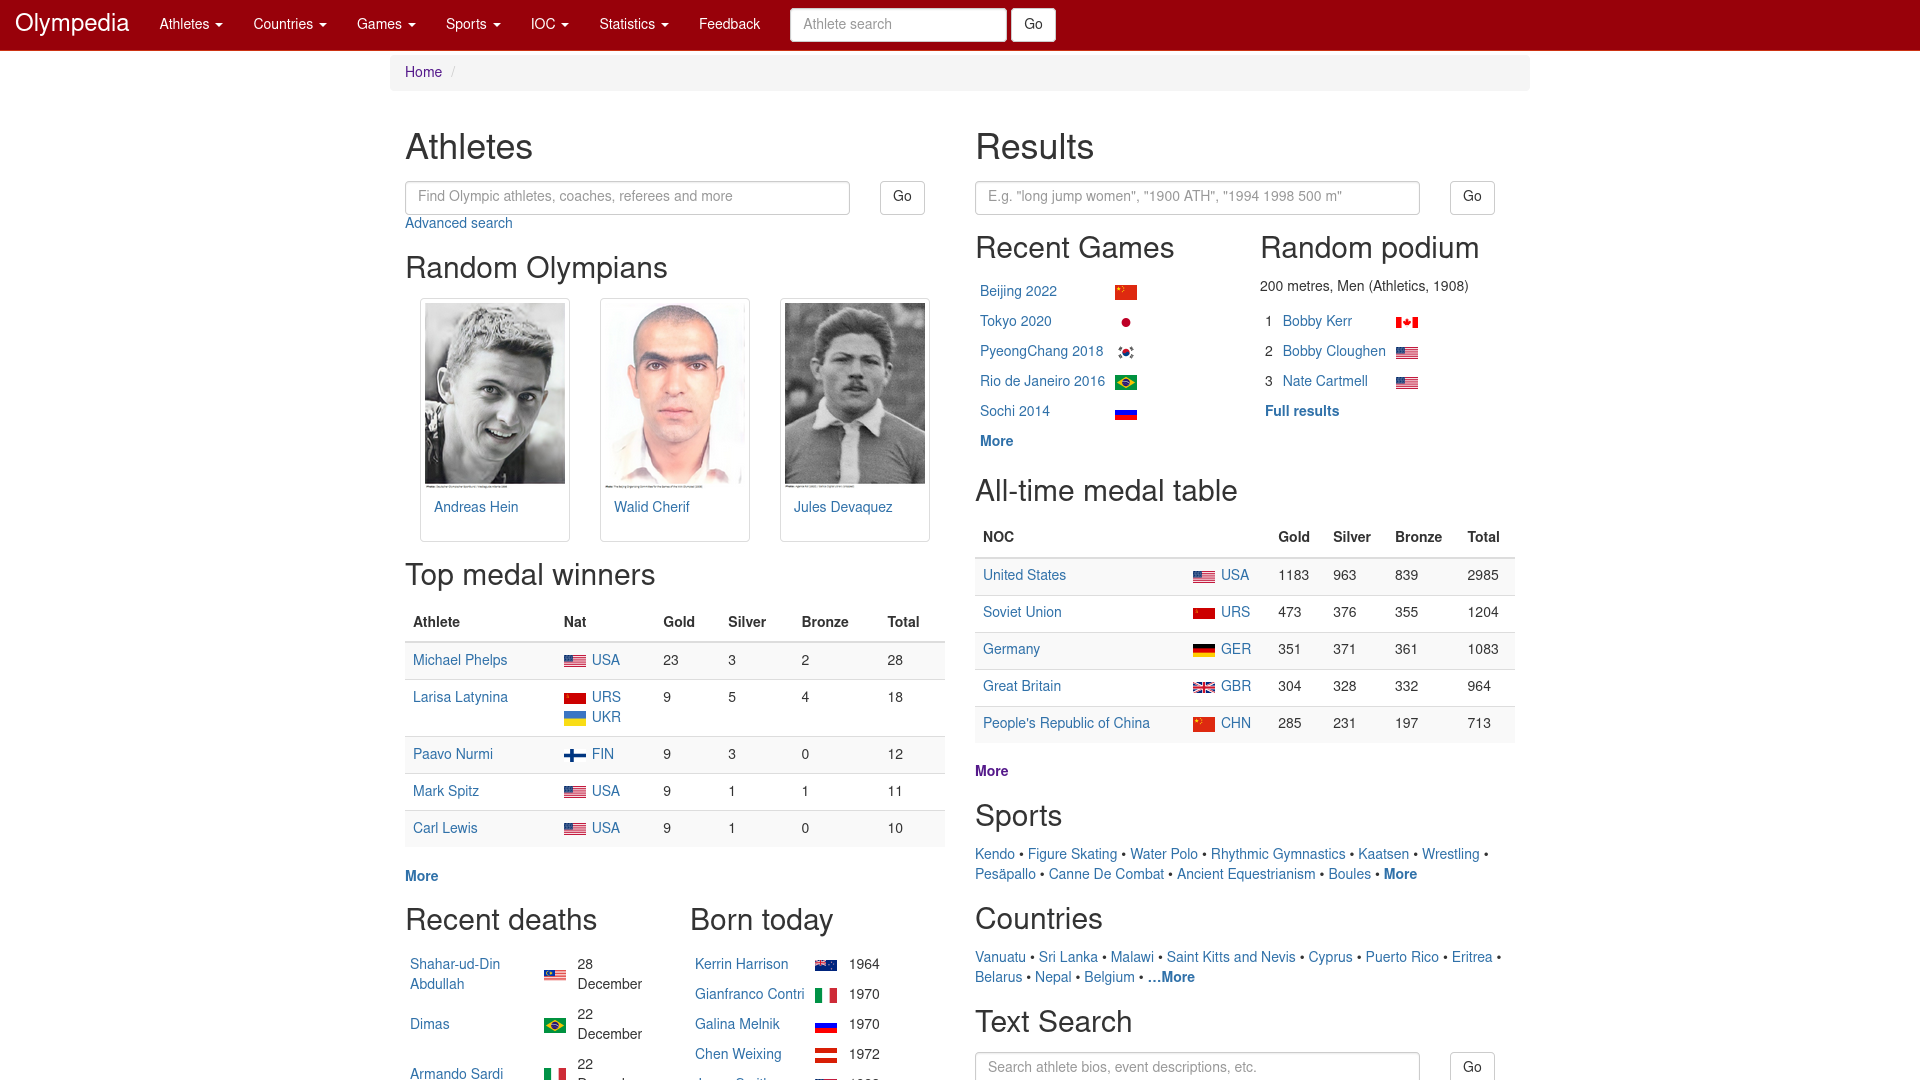 Olympedia Athletes Countries Games Sports IOC Statistics Feedback Athlete search Go
Home /
Athletes
Find Olympic athletes, coaches, referees and more Go
Advanced search
Random Olympians
Andreas Hein
Walid Cherif
Jules Devaquez
Top medal winners
Athlete Nat Gold Silver Bronze Total
Michael Phelps USA 23 3 2 28
Larisa Latynina URS 9 5 4 18
UKR
Paavo Nurmi FIN 9 3 0 12
Mark Spitz USA 9 1 1 11
Carl Lewis USA 9 1 0 10
More
Recent deaths
Shahar-ud-Din 28
Abdullah December
22
Dimas
December
22
Armando Sardi
Born today
Kerrin Harrison 1964
Gianfranco Contri 1970
Galina Melnik 1970
Chen Weixing 1972
Results
E.g. "long jump women", "1900 ATH", "1994 1998 500 m" Go
Recent Games
Beijing 2022
Tokyo 2020
PyeongChang 2018
Rio de Janeiro 2016
Sochi 2014
More
Random podium
200 metres, Men (Athletics, 1908)
1 Bobby Kerr
2 Bobby Cloughen
3 Nate Cartmell
Full results
All-time medal table
NOC Gold Silver Bronze Total
United States USA 1183 963 839 2985
Soviet Union URS 473 376 355 1204
Germany GER 351 371 361 1083
Great Britain GBR 304 328 332 964
People's Republic of China CHN 285 231 197 713
More
Sports
Kendo • Figure Skating • Water Polo • Rhythmic Gymnastics • Kaatsen • Wrestling •
Pesäpallo • Canne De Combat • Ancient Equestrianism • Boules • More
Countries
Vanuatu • Sri Lanka • Malawi • Saint Kitts and Nevis • Cyprus • Puerto Rico • Eritrea •
Belarus • Nepal • Belgium • …More
Text Search
Search athlete bios, event descriptions, etc. Go